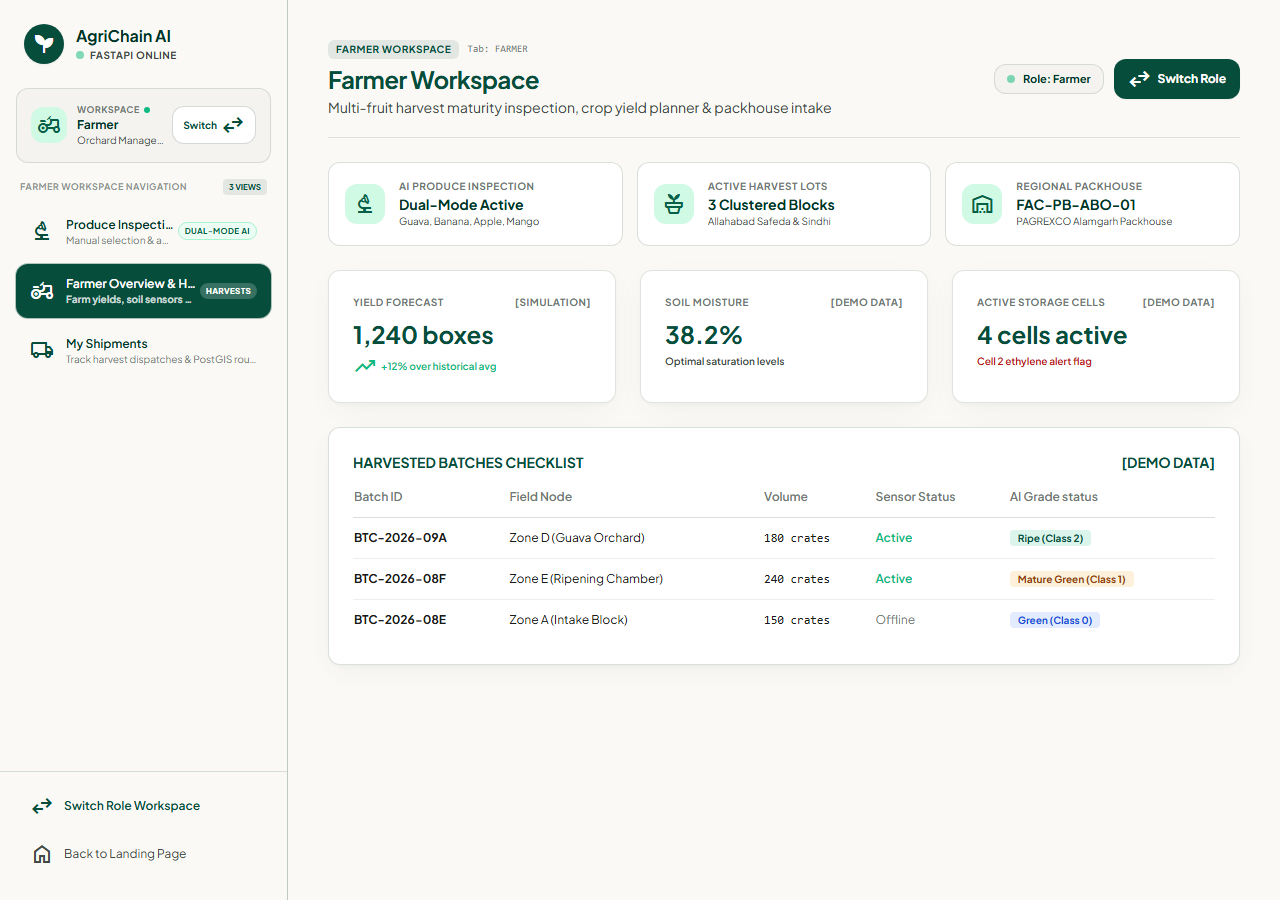 AgriChain AI
FASTAPI ONLINE
WORKSPACE
Farmer
Orchard Manage...
Switch
FARMER WORKSPACE NAVIGATION
3 VIEWS
Produce Inspecti...
Manual selection & a...
DUAL-MODE AI
Farmer Overview & H...
Farm yields, soil sensors ...
HARVESTS
My Shipments
Track harvest dispatches & PostGIS rou...
Switch Role Workspace
Back to Landing Page
FARMER WORKSPACE
Tab: FARMER
Farmer Workspace
Multi-fruit harvest maturity inspection, crop yield planner & packhouse intake
Role: Farmer
Switch Role
AI PRODUCE INSPECTION
Dual-Mode Active
Guava, Banana, Apple, Mango
ACTIVE HARVEST LOTS
3 Clustered Blocks
Allahabad Safeda & Sindhi
REGIONAL PACKHOUSE
FAC-PB-ABO-01
PAGREXCO Alamgarh Packhouse
YIELD FORECAST
[SIMULATION]
1,240 boxes
+12% over historical avg
SOIL MOISTURE
[DEMO DATA]
38.2%
Optimal saturation levels
ACTIVE STORAGE CELLS
[DEMO DATA]
4 cells active
Cell 2 ethylene alert flag
HARVESTED BATCHES CHECKLIST
[DEMO DATA]
Batch ID Field Node Volume Sensor Status AI Grade status
BTC-2026-09A Zone D (Guava Orchard) 180 crates Active Ripe (Class 2)
BTC-2026-08F Zone E (Ripening Chamber) 240 crates Active Mature Green (Class 1)
BTC-2026-08E Zone A (Intake Block) 150 crates Offline Green (Class 0)